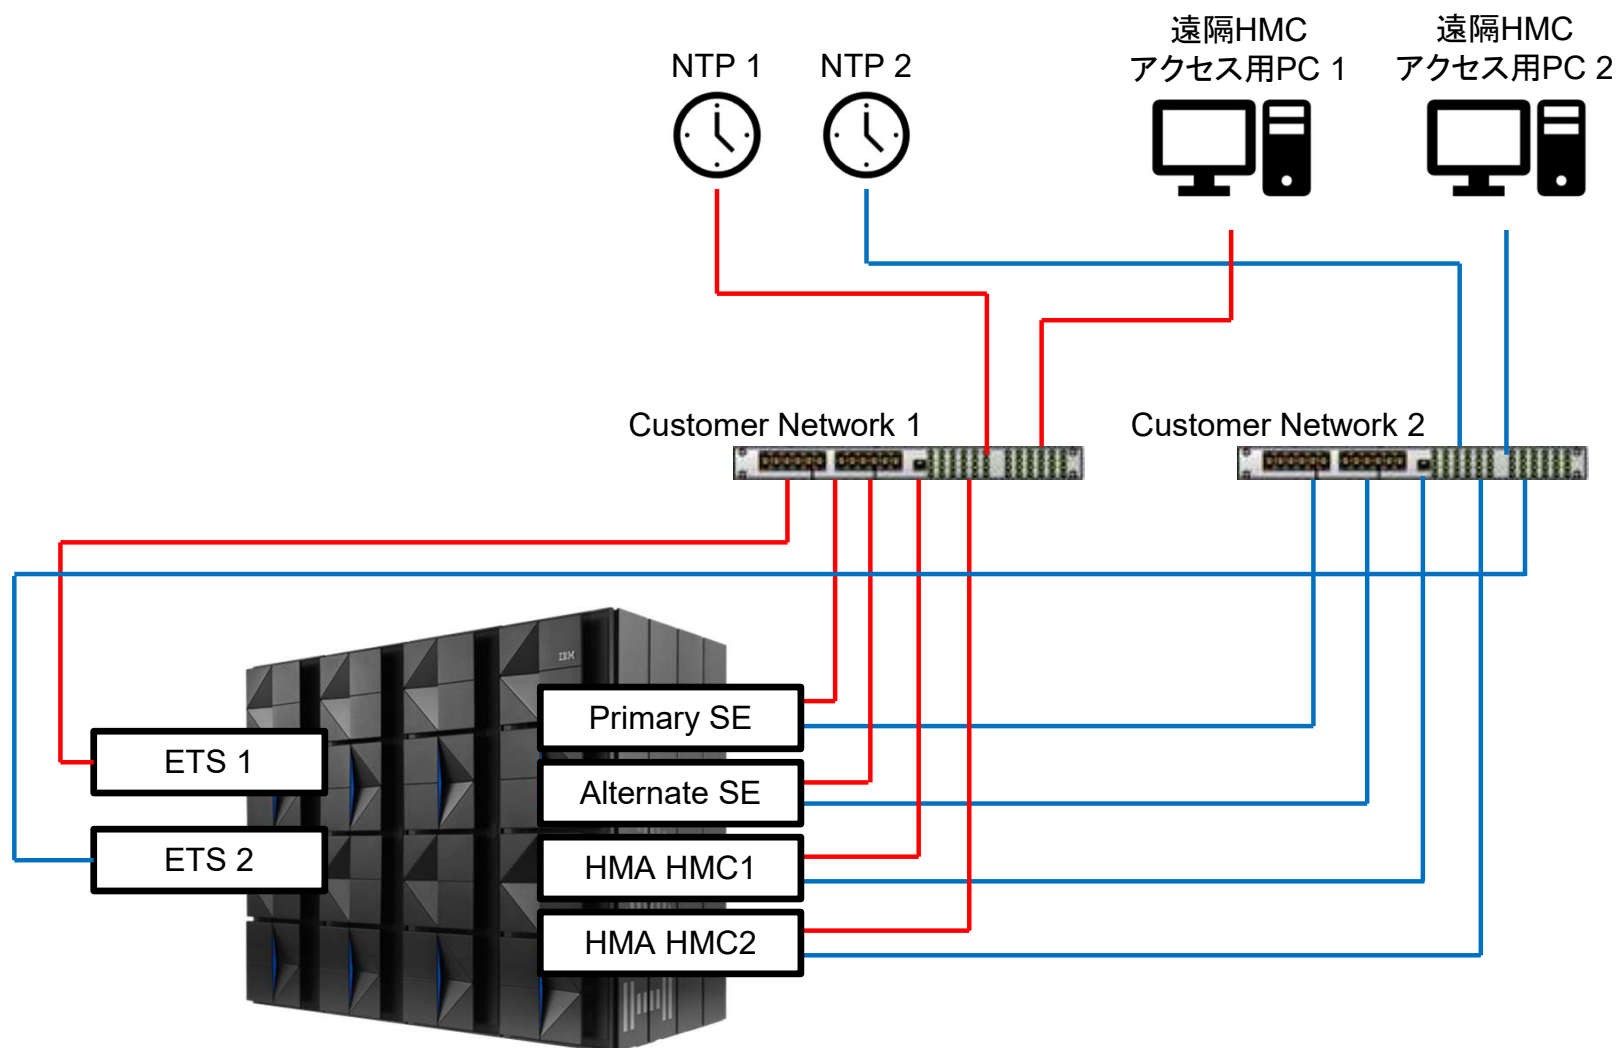 遠隔HMC
アクセス用PC 1
遠隔HMC
アクセス用PC 2
NTP 1
NTP 2
Customer Network 1
Customer Network 2
IBM
Primary SE
ETS 1
Alternate SE
ETS 2
HMA HMC1
HMA HMC2